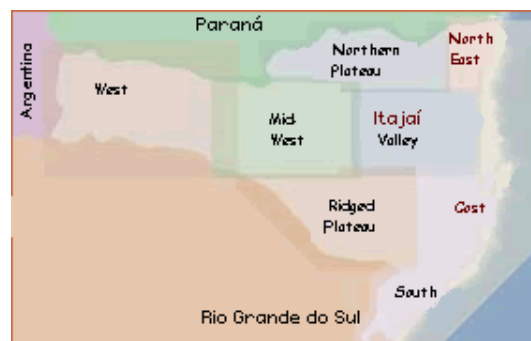 Paraná
North
East
Northern
Plateau
Argentina
West
Mid
West
Itajaí
Valley
Ridged
Plateau
Cost
South
Rio Grande do Sul